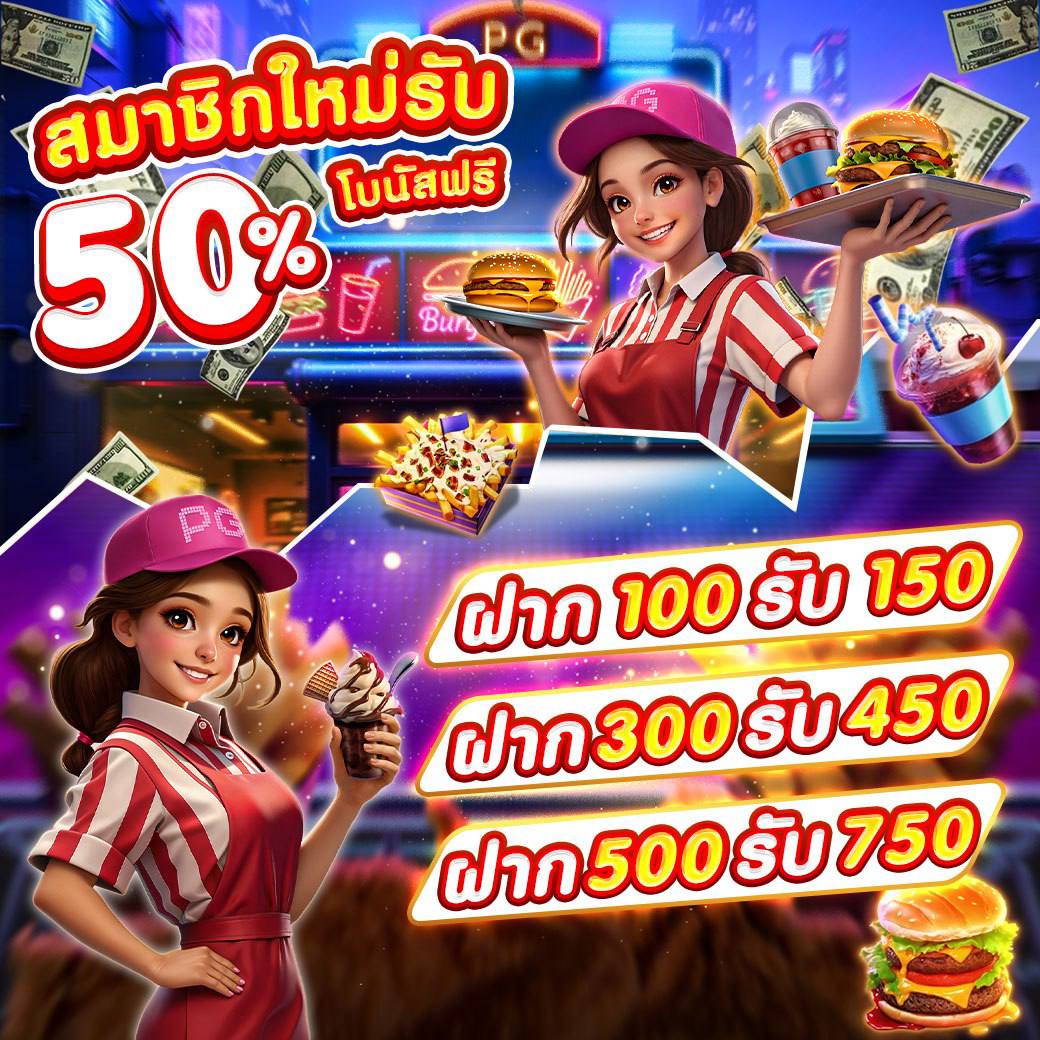 PG
สมาชิกใหม่รับ
50% โบนัสฟรี
PG
ฝาก 100 รับ 150
ฝาก 300 รับ 450
ฝาก 500 รับ 750